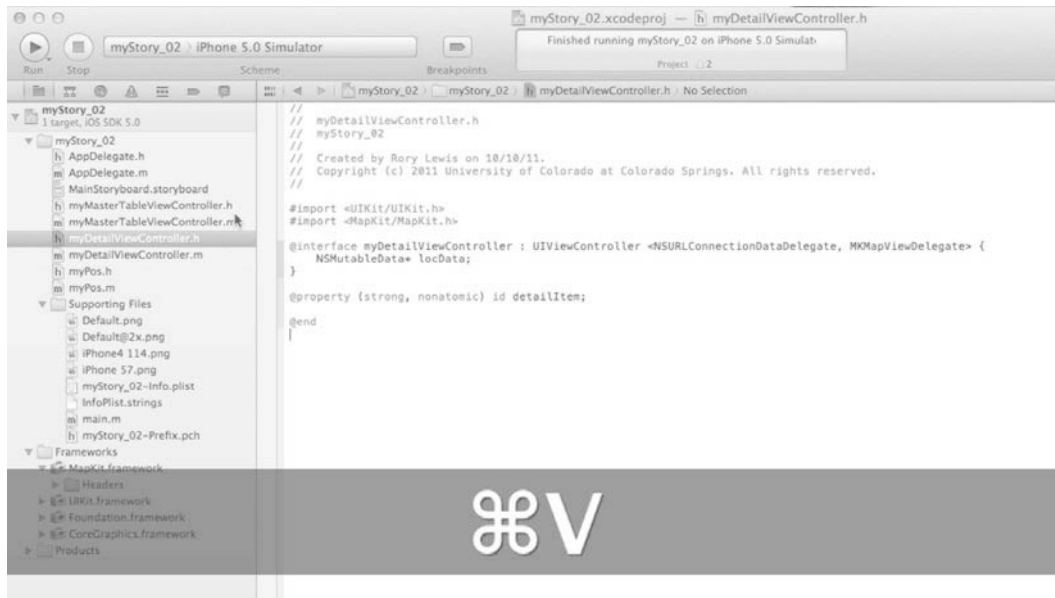 myStory_02.xcodeproj — h myDetailViewController.h
myStory_02 › iPhone 5.0 Simulator
Finished running myStory_02 on iPhone 5.0 Simulat
Project 2
Run Stop Scheme Breakpoints
myStory_02 › myStory_02 › h myDetailViewController.h › No Selection
myStory_02
1 target, iOS SDK 5.0
myStory_02
h AppDelegate.h
m AppDelegate.m
MainStoryboard.storyboard
h myMasterTableViewController.h
m myMasterTableViewController.m
h myDetailViewController.h
m myDetailViewController.m
h myPos.h
m myPos.m
Supporting Files
Default.png
Default@2x.png
iPhone4 114.png
iPhone 57.png
myStory_02-Info.plist
InfoPlist.strings
m main.m
h myStory_02-Prefix.pch
Frameworks
MapKit.framework
Headers
UIKit.framework
Foundation.framework
CoreGraphics.framework
Products
//
// myDetailViewController.h
// myStory_02
//
// Created by Rory Lewis on 10/10/11.
// Copyright (c) 2011 University of Colorado at Colorado Springs. All rights reserved.
//
#import <UIKit/UIKit.h>
#import <MapKit/MapKit.h>
@interface myDetailViewController : UIViewController <NSURLConnectionDataDelegate, MKMapViewDelegate> {
NSMutableData* locData;
}
@property (strong, nonatomic) id detailItem;
@end
⌘V